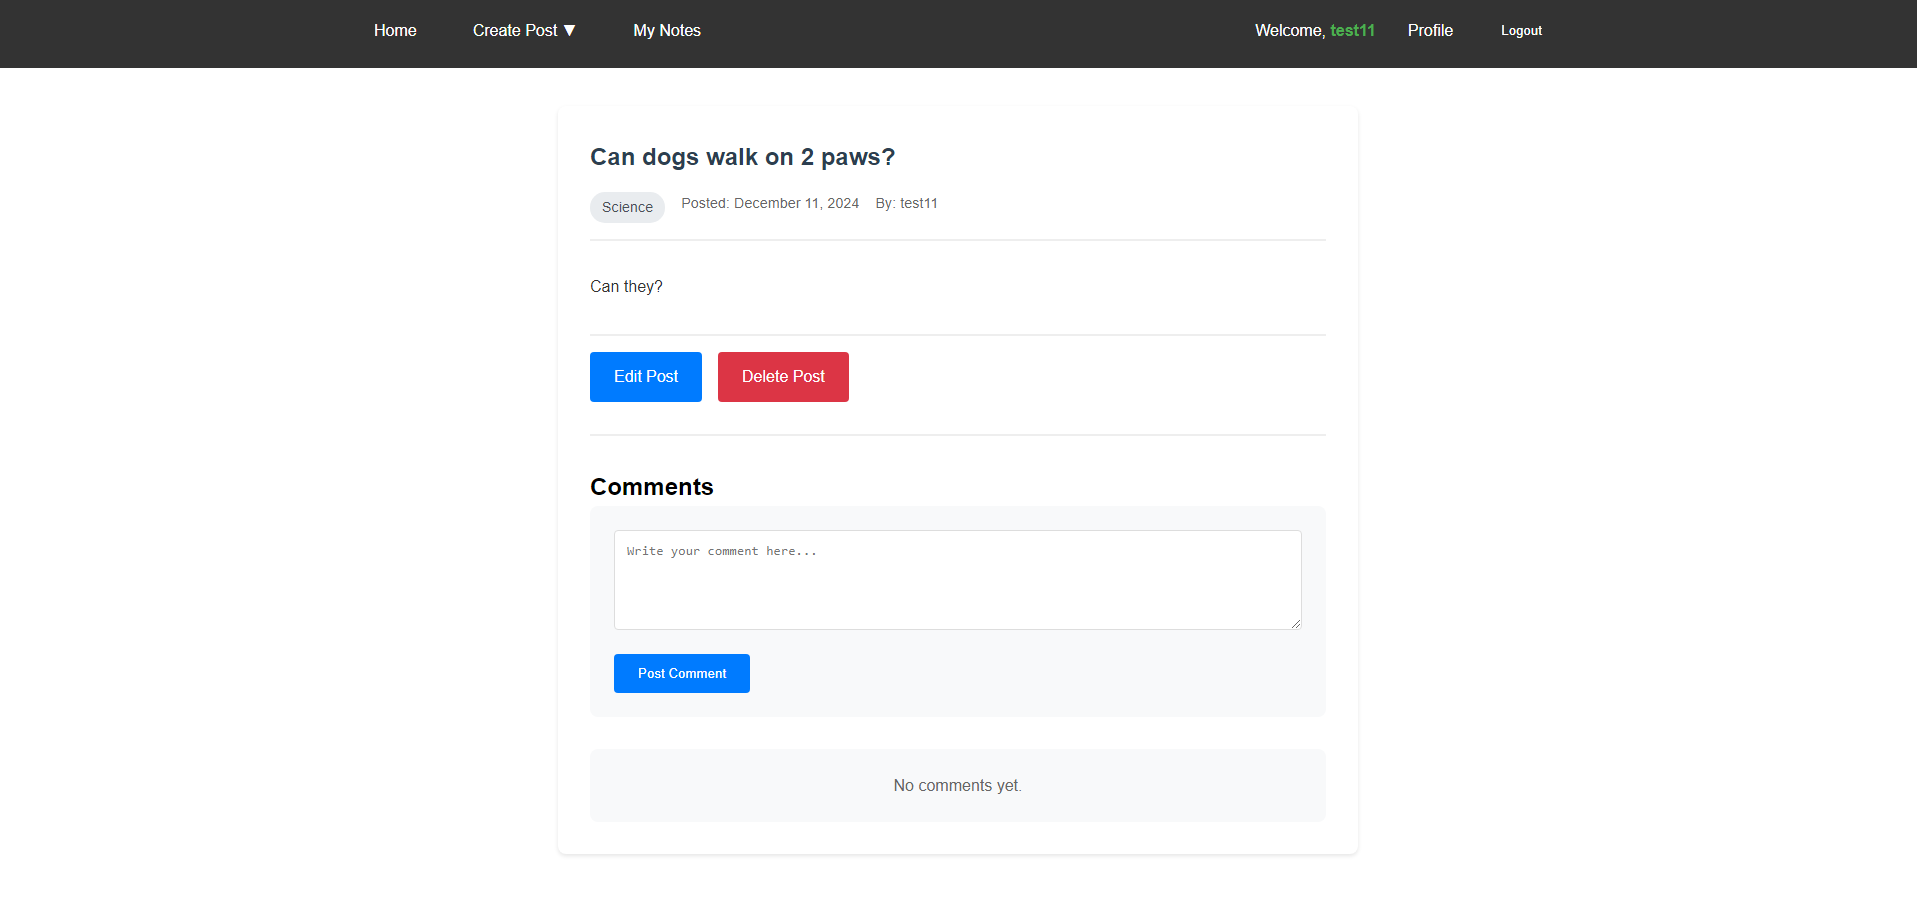 Home Create Post ▼ My Notes Welcome, test11 Profile Logout
Can dogs walk on 2 paws?
Science Posted: December 11, 2024 By: test11
Can they?
Edit Post Delete Post
Comments
Write your comment here...
Post Comment
No comments yet.